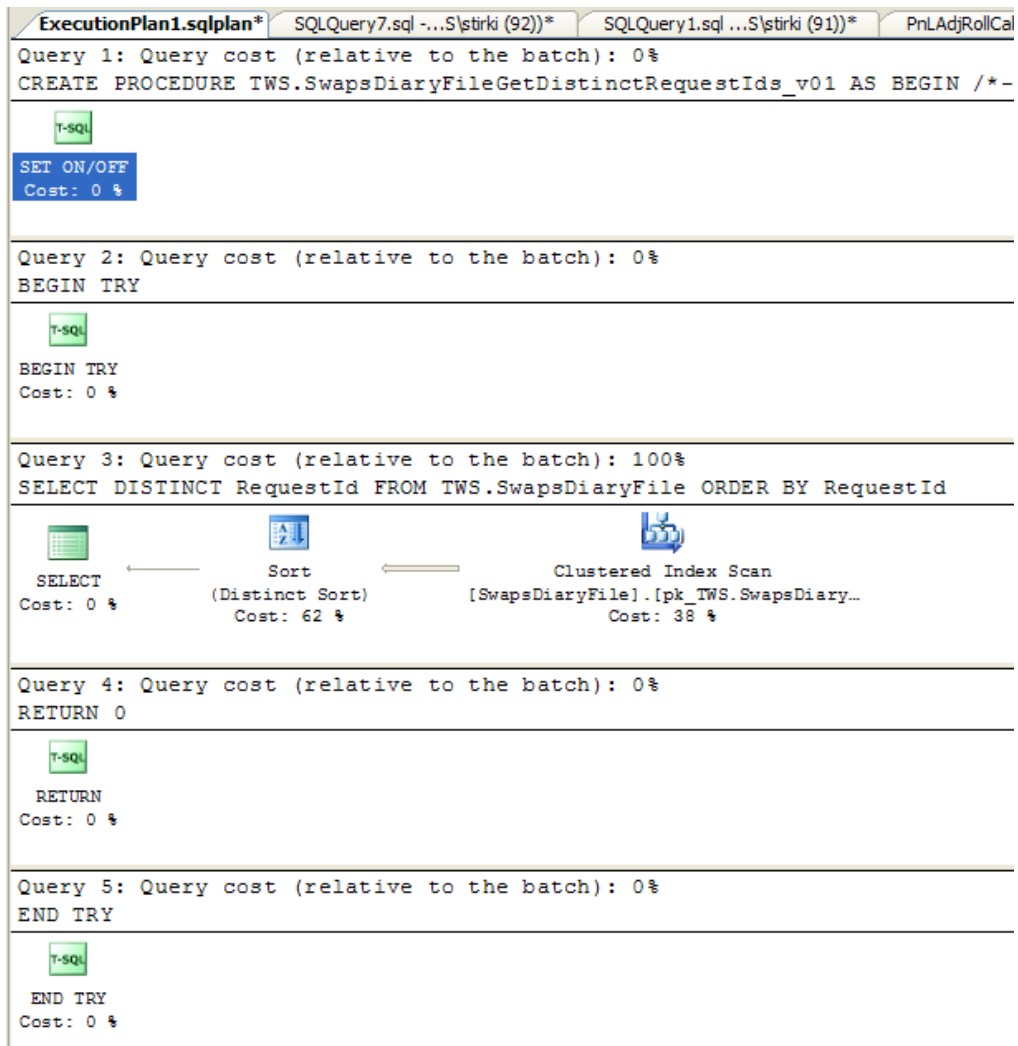 ExecutionPlan1.sqlplan* SQLQuery7.sql -...S\stirki (92))* SQLQuery1.sql ...S\stirki (91))* PnLAdjRollCal
Query 1: Query cost (relative to the batch): 0%
CREATE PROCEDURE TWS.SwapsDiaryFileGetDistinctRequestIds_v01 AS BEGIN /*-
T-SQL
SET ON/OFF
Cost: 0 %
Query 2: Query cost (relative to the batch): 0%
BEGIN TRY
T-SQL
BEGIN TRY
Cost: 0 %
Query 3: Query cost (relative to the batch): 100%
SELECT DISTINCT RequestId FROM TWS.SwapsDiaryFile ORDER BY RequestId
SELECT
Cost: 0 %
Sort
(Distinct Sort)
Cost: 62 %
Clustered Index Scan
[SwapsDiaryFile].[pk_TWS.SwapsDiary…
Cost: 38 %
Query 4: Query cost (relative to the batch): 0%
RETURN 0
T-SQL
RETURN
Cost: 0 %
Query 5: Query cost (relative to the batch): 0%
END TRY
T-SQL
END TRY
Cost: 0 %